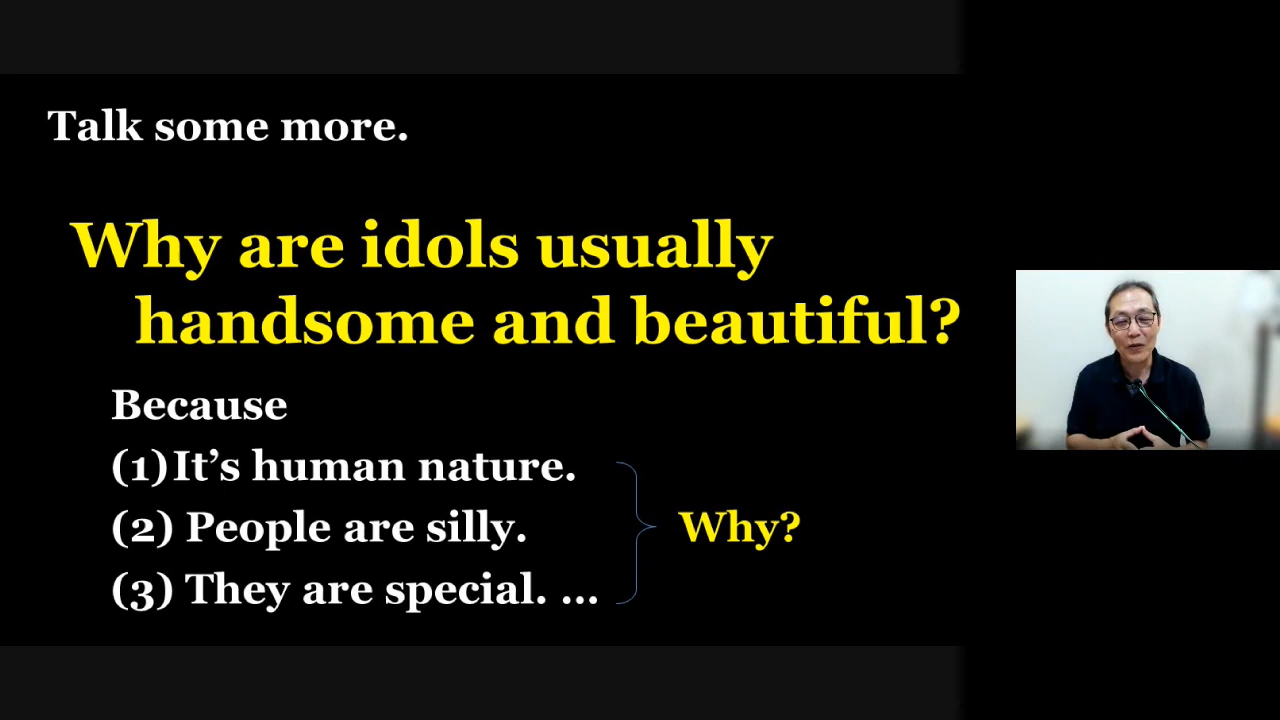 Talk some more.
Why are idols usually
handsome and beautiful?
Because
(1)It’s human nature.
(2) People are silly.
(3) They are special. …
Why?